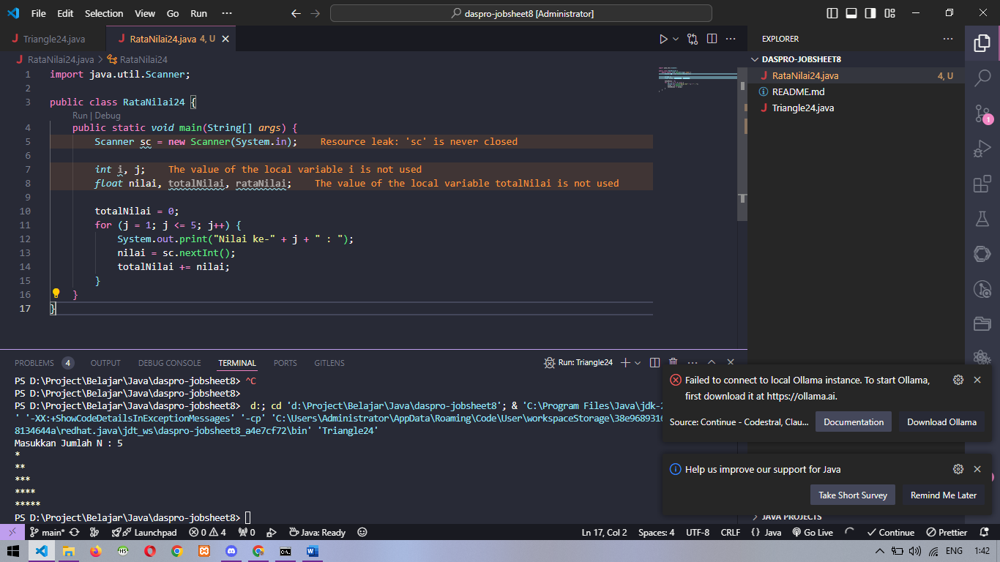 File Edit Selection View Go Run ··· daspro-jobsheet8 [Administrator]
Triangle24.java RataNilai24.java 4, U
RataNilai24.java > RataNilai24
1 import java.util.Scanner;
2
3 public class RataNilai24 {
Run | Debug
4 public static void main(String[] args) {
5 Scanner sc = new Scanner(System.in); Resource leak: 'sc' is never closed
6
7 int i, j; The value of the local variable i is not used
8 float nilai, totalNilai, rataNilai; The value of the local variable totalNilai is not used
9
10 totalNilai = 0;
11 for (j = 1; j <= 5; j++) {
12 System.out.print("Nilai ke-" + j + " : ");
13 nilai = sc.nextInt();
14 totalNilai += nilai;
15 }
16 }
17 }
EXPLORER
DASPRO-JOBSHEET8
RataNilai24.java 4, U
README.md
Triangle24.java
1
PROBLEMS 4 OUTPUT DEBUG CONSOLE TERMINAL PORTS GITLENS Run: Triangle24
PS D:\Project\Belajar\Java\daspro-jobsheet8> ^C
PS D:\Project\Belajar\Java\daspro-jobsheet8>
PS D:\Project\Belajar\Java\daspro-jobsheet8> d:; cd 'd:\Project\Belajar\Java\daspro-jobsheet8'; & 'C:\Program Files\Java\jdk-
' '-XX:+ShowCodeDetailsInExceptionMessages' '-cp' 'C:\Users\Administrator\AppData\Roaming\Code\User\workspaceStorage\38e9689316
8134644a\redhat.java\jdt_ws\daspro-jobsheet8_a4e7cf72\bin' 'Triangle24'
Masukkan Jumlah N : 5
*
**
***
****
*****
PS D:\Project\Belajar\Java\daspro-jobsheet8>
Failed to connect to local Ollama instance. To start Ollama,
first download it at https://ollama.ai.
Source: Continue - Codestral, Clau... Documentation Download Ollama
Help us improve our support for Java
Take Short Survey Remind Me Later
JAVA PROJECTS
main* Launchpad 0 4 0 Java: Ready Ln 17, Col 2 Spaces: 4 UTF-8 CRLF {} Java Go Live Continue Prettier
ENG 1:42